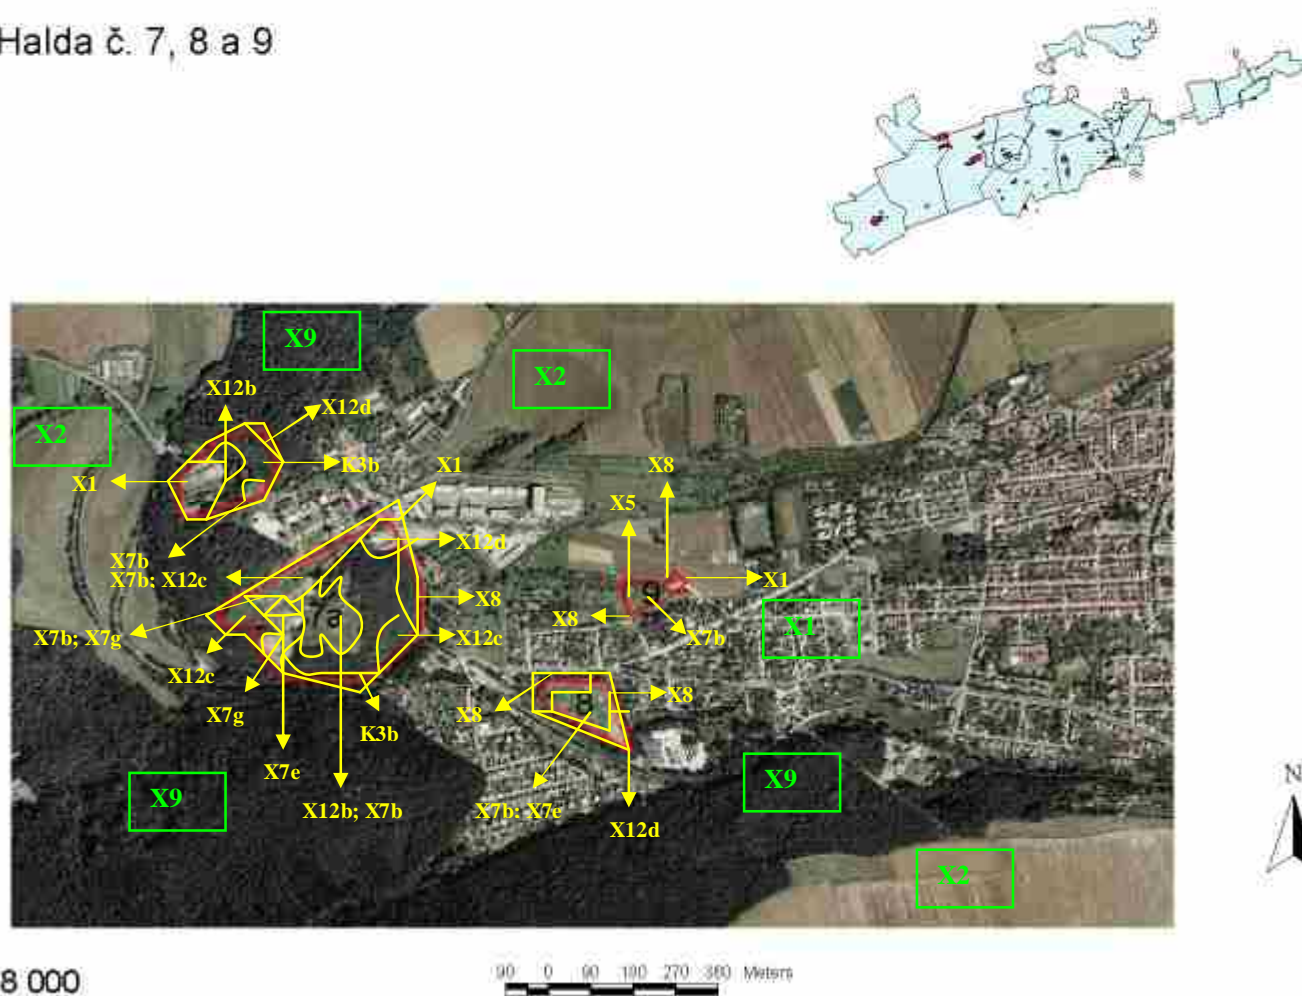 Halda č. 7, 8 a 9
X9
X2
X12b
X12d
X2
K3b
X1
X1
X8
X5
X12d
X7b
X7b; X12c
X1
X8
X8
X1
X7b; X7g
X12c
X7b
X12c
X8
X8
X7g
K3b
X7e
X9
X9
X12b; X7b
X7b; X7e
X12d
X2
N
8 000
90 0 90 180 270 360 Meters